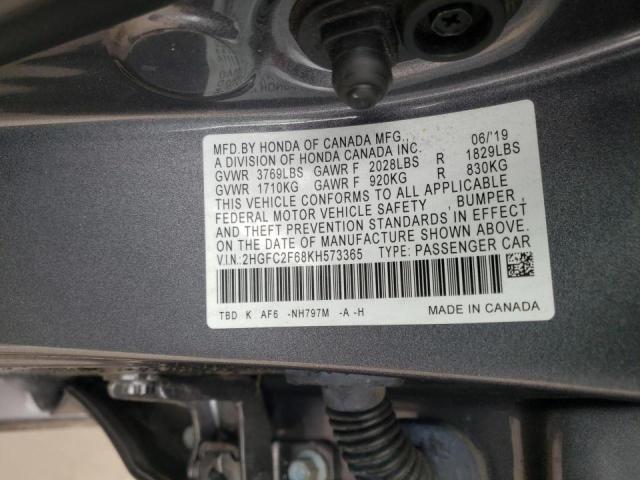 MFD.BY HONDA OF CANADA MFG., 06/'19
A DIVISION OF HONDA CANADA INC.
GVWR 3769LBS GAWR F 2028LBS R 1829LBS
GVWR 1710KG GAWR F 920KG R 830KG
THIS VEHICLE CONFORMS TO ALL APPLICABLE
FEDERAL MOTOR VEHICLE SAFETY , BUMPER ,
AND THEFT PREVENTION STANDARDS IN EFFECT
ON THE DATE OF MANUFACTURE SHOWN ABOVE.
V.I.N.:2HGFC2F68KH573365 TYPE: PASSENGER CAR
TBD K AF6 -NH797M -A -H MADE IN CANADA